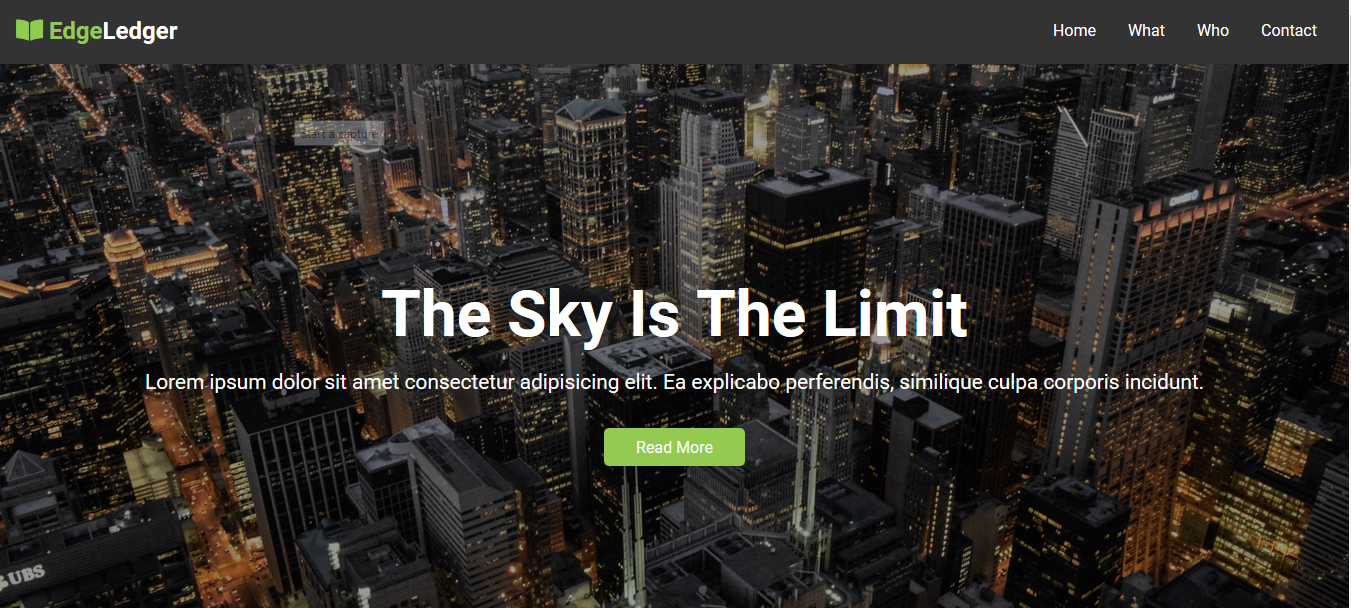 EdgeLedger
Home
What
Who
Contact
Start a capture
The Sky Is The Limit
Lorem ipsum dolor sit amet consectetur adipisicing elit. Ea explicabo perferendis, similique culpa corporis incidunt.
Read More
UBS